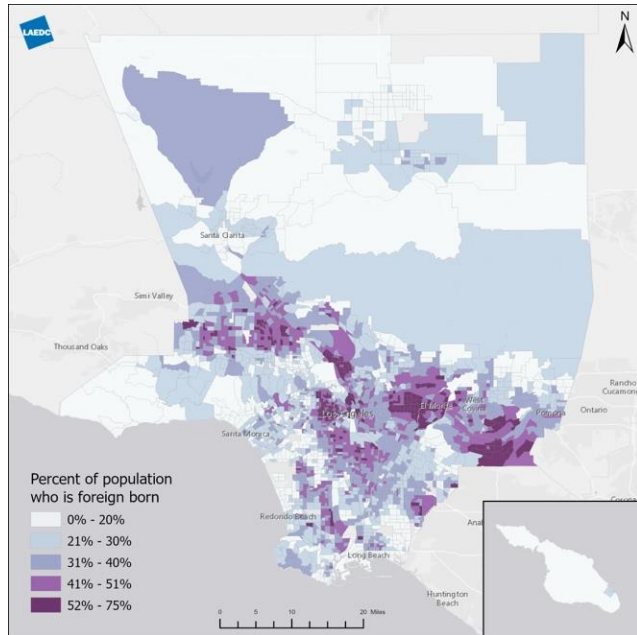 LAEDC
N
Santa Clarita
Simi Valley
Thousand Oaks
Rancho
Cucamonga
El Monte
West
Covina
Pomona
Ontario
Los Angeles
Santa Monica
Corona
Redondo Beach
Anah
Long Beach
Huntington
Beach
Percent of population
who is foreign born
0% - 20%
21% - 30%
31% - 40%
41% - 51%
52% - 75%
0 5 10 20 Miles